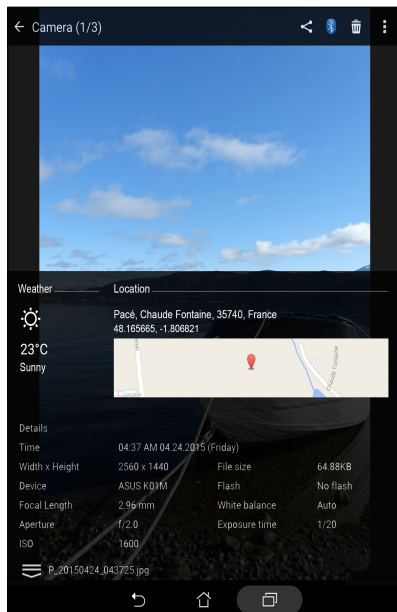 Camera (1/3)
Weather
Location
Pacé, Chaude Fontaine, 35740, France
48.165665, -1.806821
23°C
Sunny
Chaude Fontaine
Google
Details
Time 04:37 AM 04.24.2015 (Friday)
Width x Height 2560 x 1440 File size 64.88KB
Device ASUS K01M Flash No flash
Focal Length 2.96 mm White balance Auto
Aperture f/2.0 Exposure time 1/20
ISO 1600
P_20150424_043725.jpg